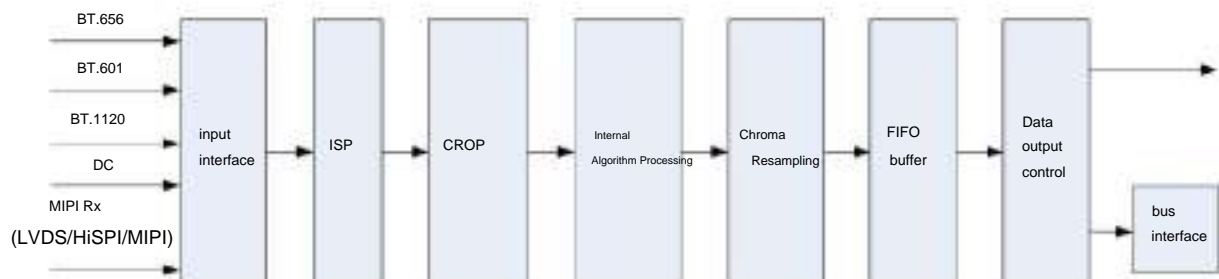 BT.656
BT.601
BT.1120
DC
MIPI Rx
(LVDS/HiSPI/MIPI)
input
interface
ISP
CROP
Internal
Algorithm Processing
Chroma
Resampling
FIFO
buffer
Data
output
control
bus
interface